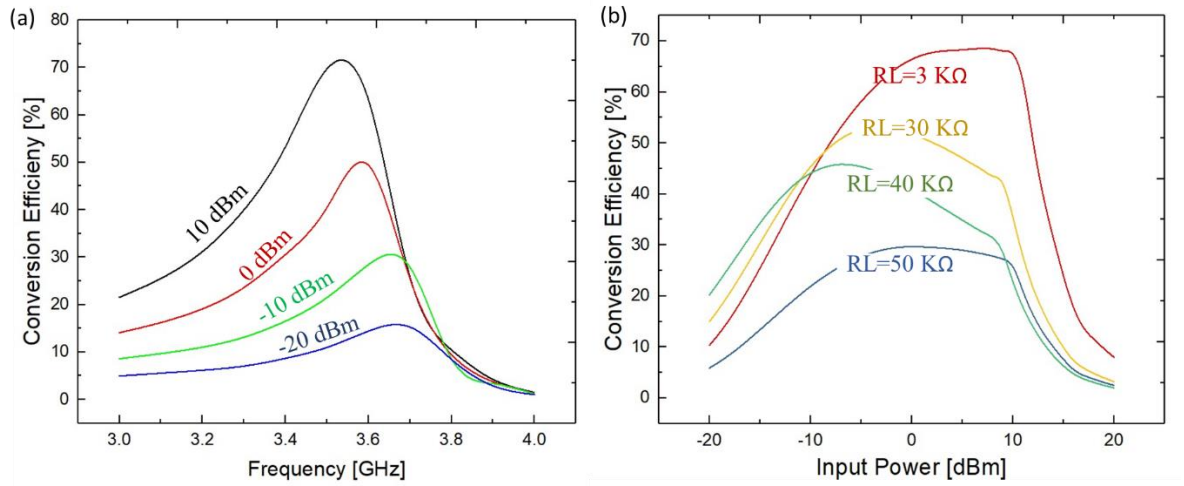 (a)
80
70
60
50
40
30
20
10
0
Conversion Efficieny [%]
10 dBm
0 dBm
-10 dBm
-20 dBm
3.0 3.2 3.4 3.6 3.8 4.0
Frequency [GHz]
(b)
70
60
50
40
30
20
10
0
Conversion Efficiency [%]
RL=3 KΩ
RL=30 KΩ
RL=40 KΩ
RL=50 KΩ
-20 -10 0 10 20
Input Power [dBm]